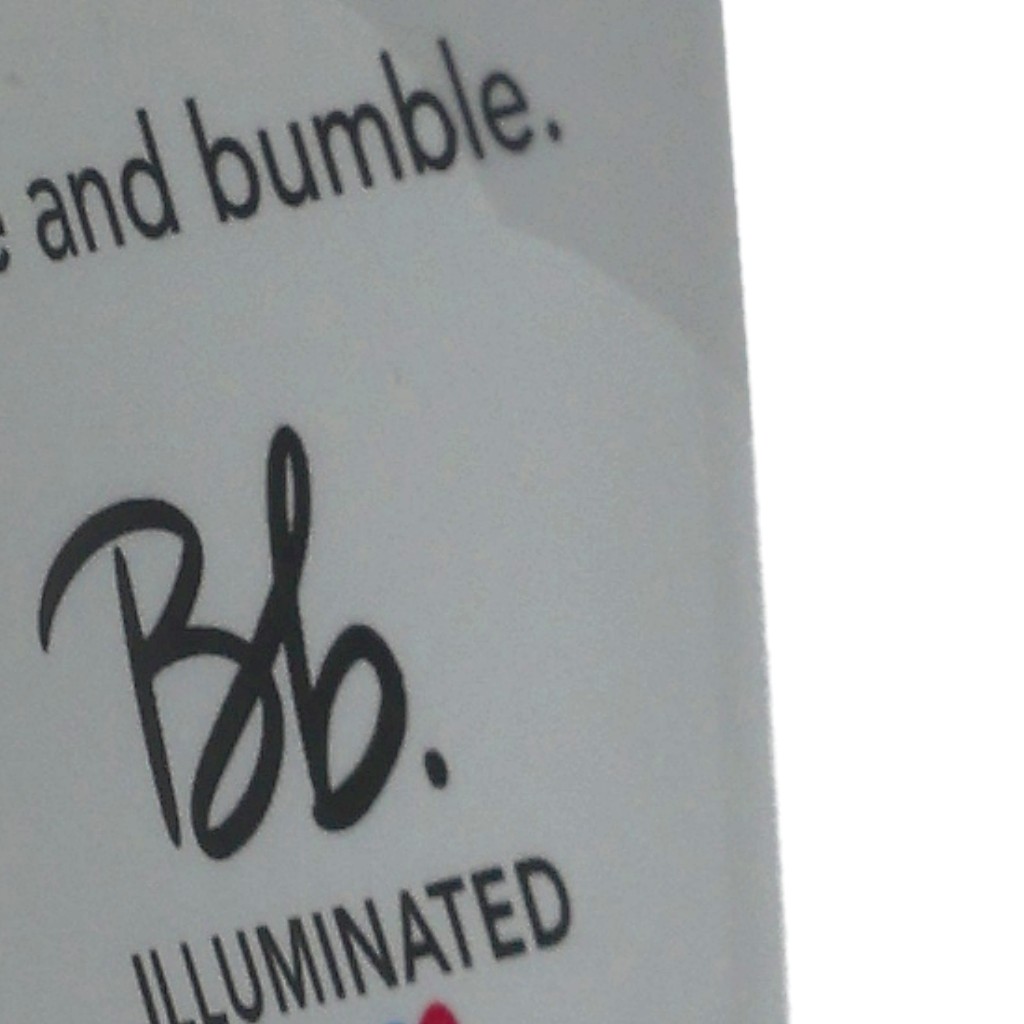 and bumble.
Bb.
ILLUMINATED